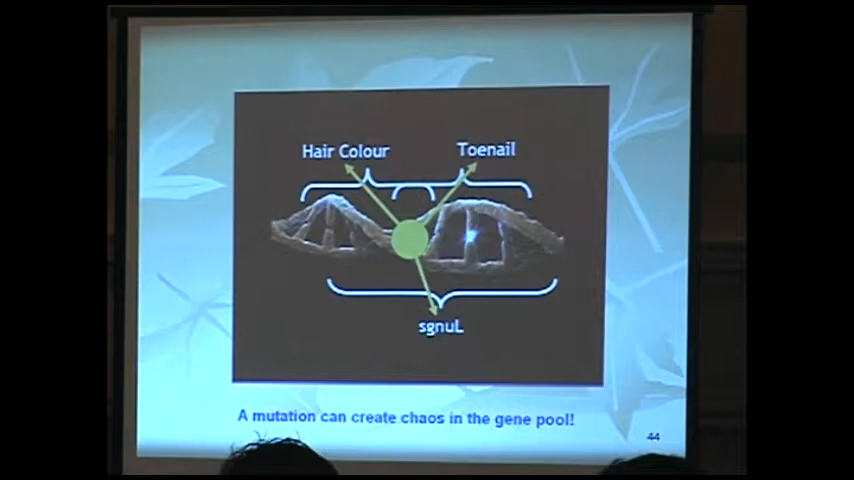 Hair Colour
Toenail
sgnuL
A mutation can create chaos in the gene pool!
44